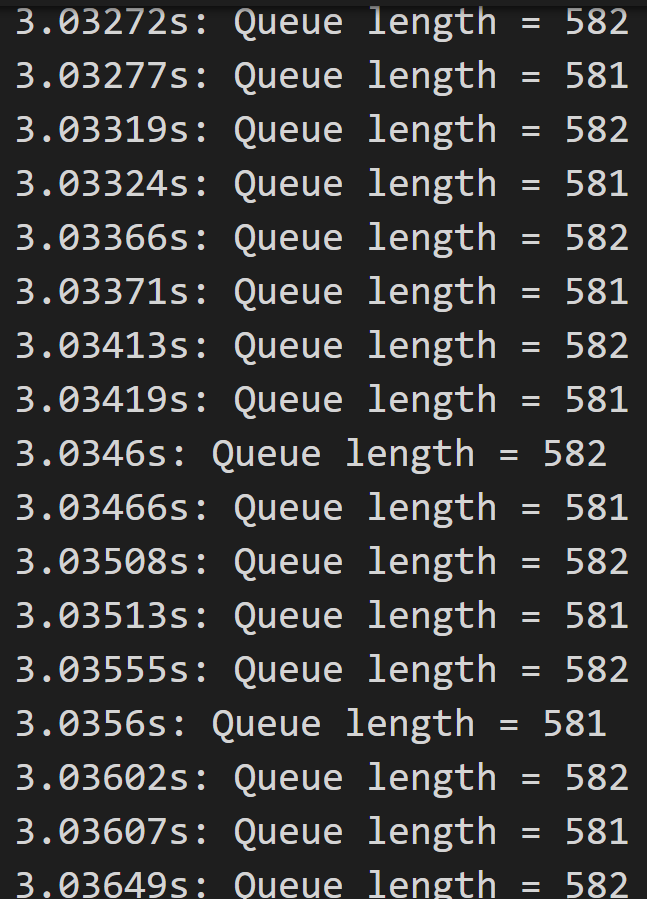 3.03272s: Queue length = 582
3.03277s: Queue length = 581
3.03319s: Queue length = 582
3.03324s: Queue length = 581
3.03366s: Queue length = 582
3.03371s: Queue length = 581
3.03413s: Queue length = 582
3.03419s: Queue length = 581
3.0346s: Queue length = 582
3.03466s: Queue length = 581
3.03508s: Queue length = 582
3.03513s: Queue length = 581
3.03555s: Queue length = 582
3.0356s: Queue length = 581
3.03602s: Queue length = 582
3.03607s: Queue length = 581
3.03649s: Queue length = 582